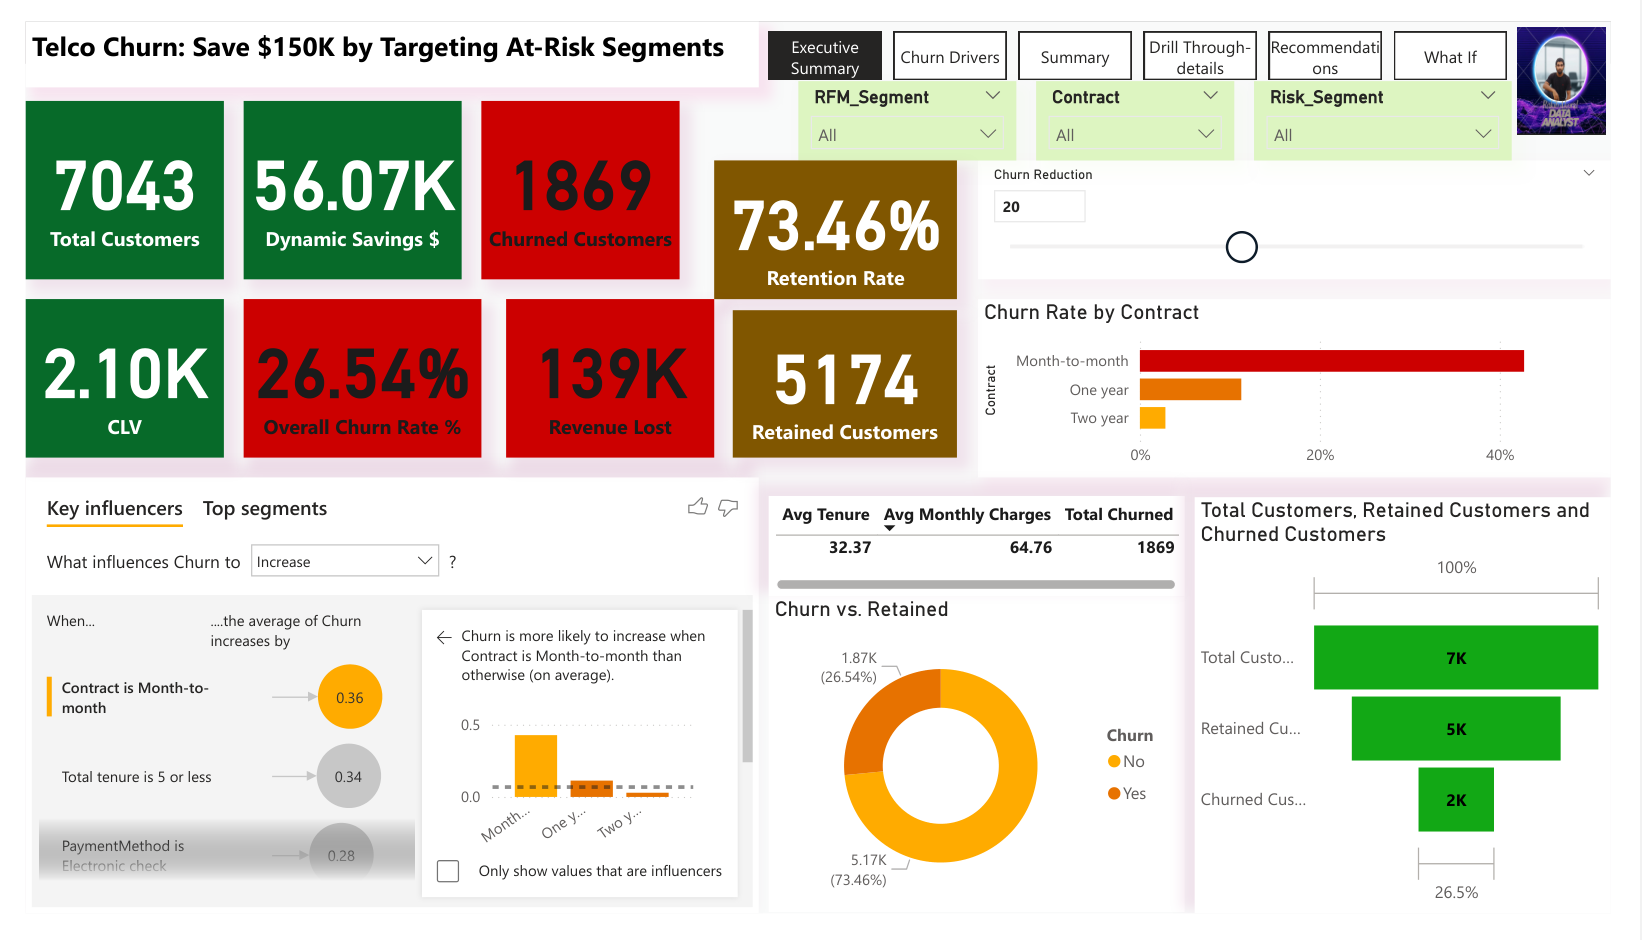 Telco Churn: Save $150K by Targeting At-Risk Segments
Executive
Summary
Churn Drivers
Summary
Drill Through-
details
Recommendati
ons
What If
DATA
ANALYST
RFM_Segment
All
Contract
All
Risk_Segment
All
7043
Total Customers
56.07K
Dynamic Savings $
1869
Churned Customers
73.46%
Retention Rate
Churn Reduction
20
2.10K
CLV
26.54%
Overall Churn Rate %
139K
Revenue Lost
5174
Retained Customers
Churn Rate by Contract
Contract
Month-to-month
One year
Two year
0%
20%
40%
Key influencers
Top segments
What influences Churn to
Increase
?
When...
....the average of Churn
increases by
Contract is Month-to-
month
0.36
Total tenure is 5 or less
0.34
PaymentMethod is
Electronic check
0.28
Churn is more likely to increase when
Contract is Month-to-month than
otherwise (on average).
0.5
0.0
Month...
One y...
Two y...
Only show values that are influencers
Avg Tenure Avg Monthly Charges Total Churned
32.37 64.76 1869
Churn vs. Retained
1.87K
(26.54%)
5.17K
(73.46%)
Churn
No
Yes
Total Customers, Retained Customers and
Churned Customers
100%
Total Custo...
7K
Retained Cu...
5K
Churned Cus...
2K
26.5%